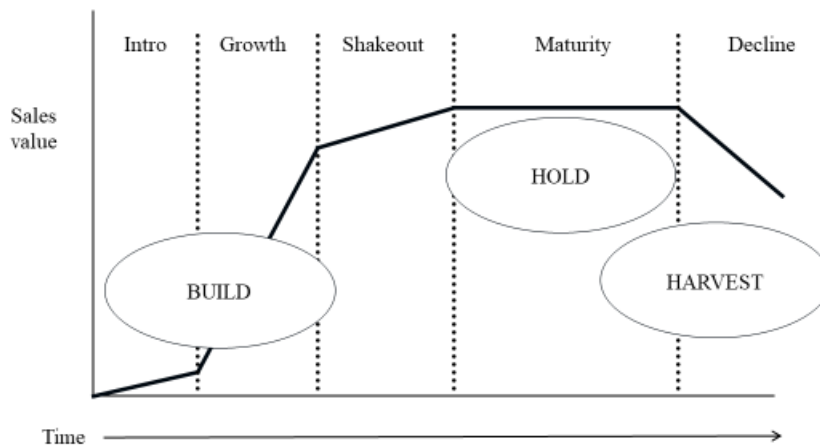 Intro Growth Shakeout Maturity Decline
Sales
value
HOLD
HARVEST
BUILD
Time